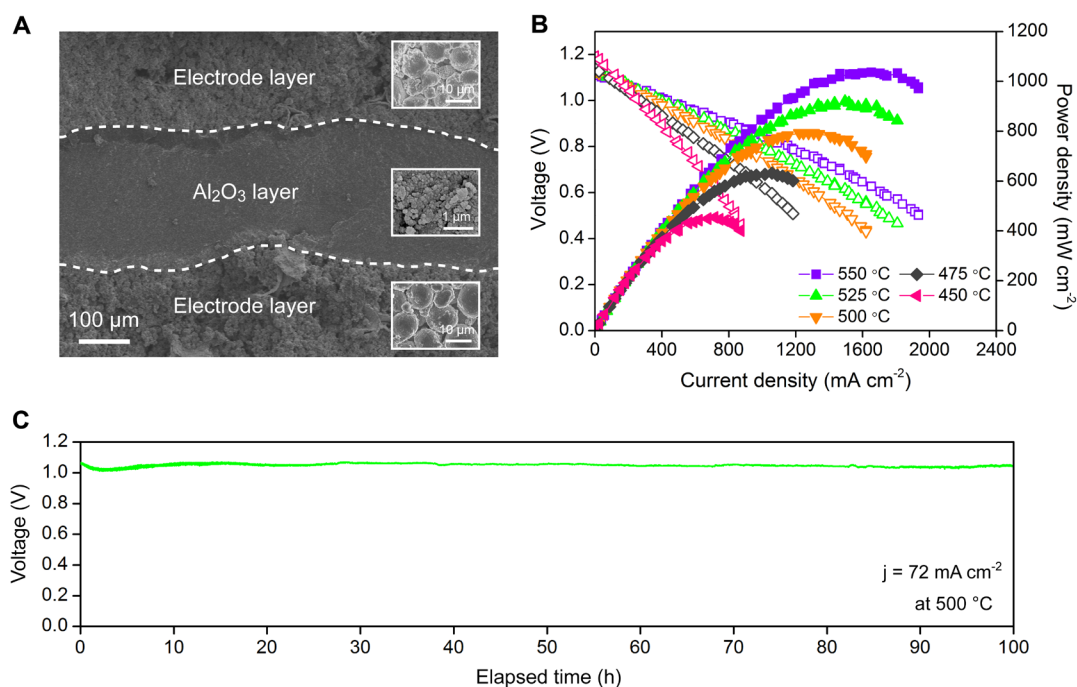 A
Electrode layer
10 μm
Al2O3 layer
1 μm
Electrode layer
10 μm
100 μm
B
1.2
1.0
0.8
0.6
0.4
0.2
0.0
Voltage (V)
1200
1000
800
600
400
200
0
Power density (mW cm-2)
550 °C
475 °C
525 °C
450 °C
500 °C
0 400 800 1200 1600 2000 2400
Current density (mA cm-2)
C
1.2
1.0
0.8
0.6
0.4
0.2
0.0
Voltage (V)
j = 72 mA cm-2
at 500 °C
0 10 20 30 40 50 60 70 80 90 100
Elapsed time (h)